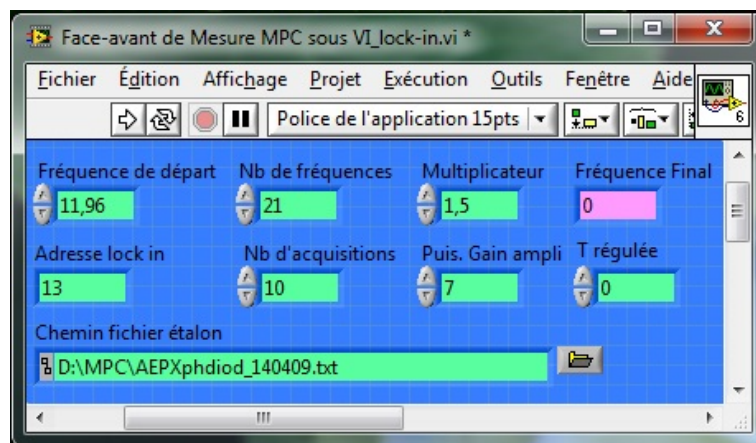 Face-avant de Mesure MPC sous VI_lock-in.vi *
Fichier Édition Affichage Projet Exécution Outils Fenêtre Aide
Police de l'application 15pts
6
Fréquence de départ Nb de fréquences Multiplicateur Fréquence Final
11,96 21 1,5 0
Adresse lock in Nb d'acquisitions Puis. Gain ampli T régulée
13 10 7 0
Chemin fichier étalon
D:\MPC\AEPXphdiod_140409.txt